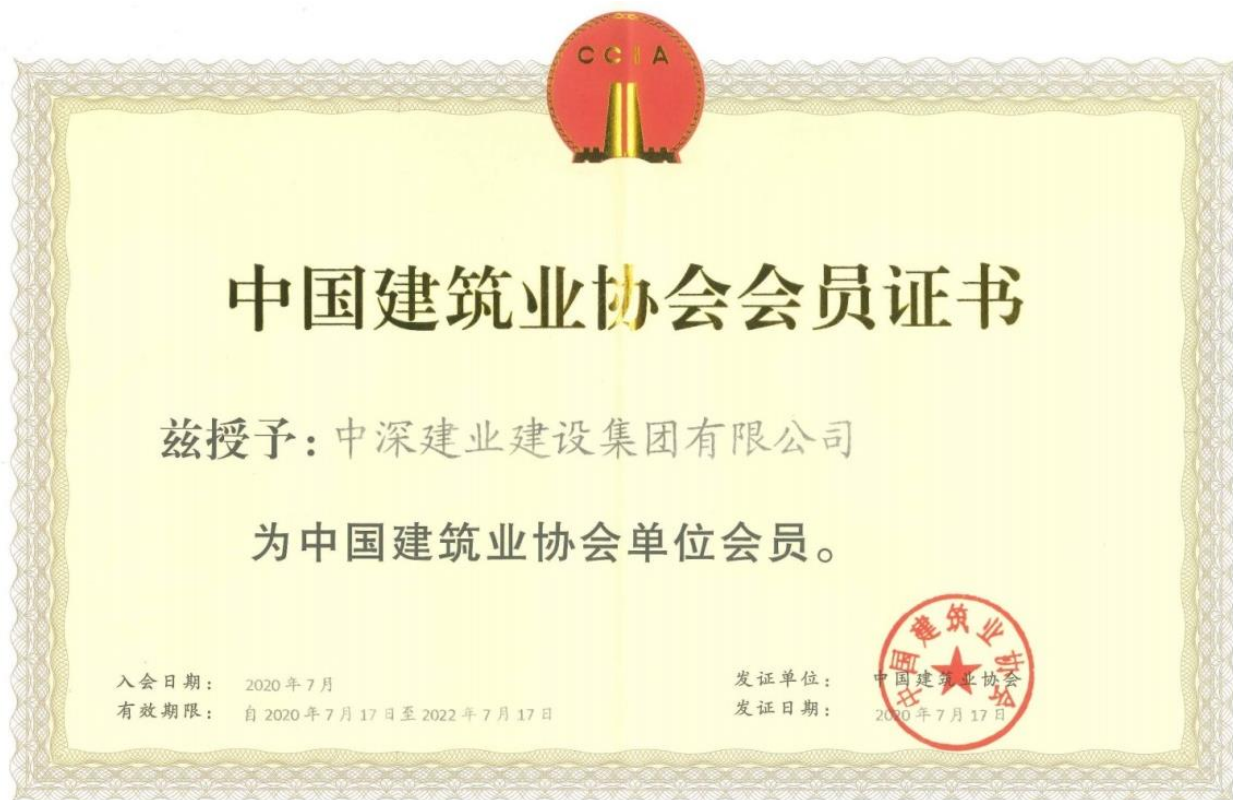 CCIA
中国建筑业协会会员证书
兹授予：中深建业建设集团有限公司
为中国建筑业协会单位会员。
入会日期： 2020年7月
有效期限： 自2020年7月17日至2022年7月17日
发证单位： 中国建筑业协会
发证日期： 2020年7月17日
中国建筑业协会